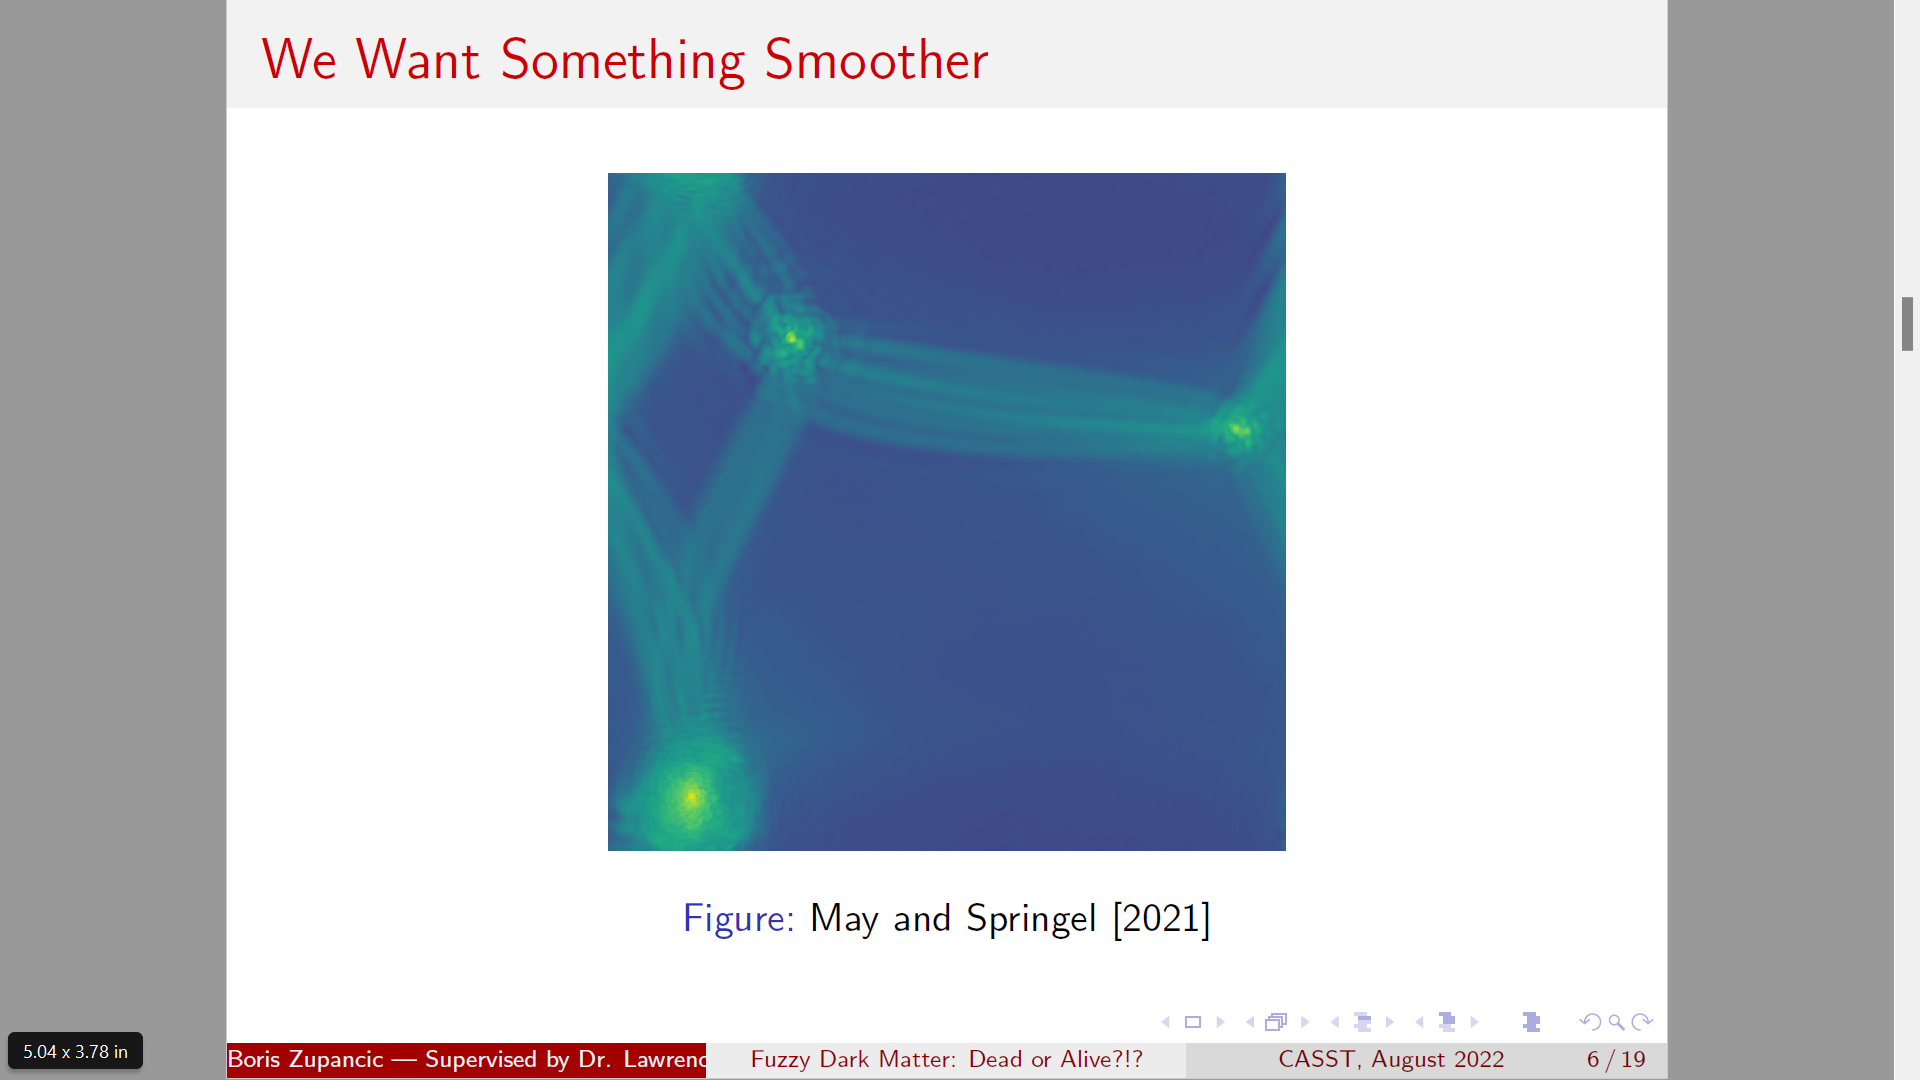 We Want Something Smoother
Figure: May and Springel [2021]
5.04 x 3.78 in
Boris Zupancic — Supervised by Dr. Lawrenc
Fuzzy Dark Matter: Dead or Alive?!?
CASST, August 2022
6 / 19